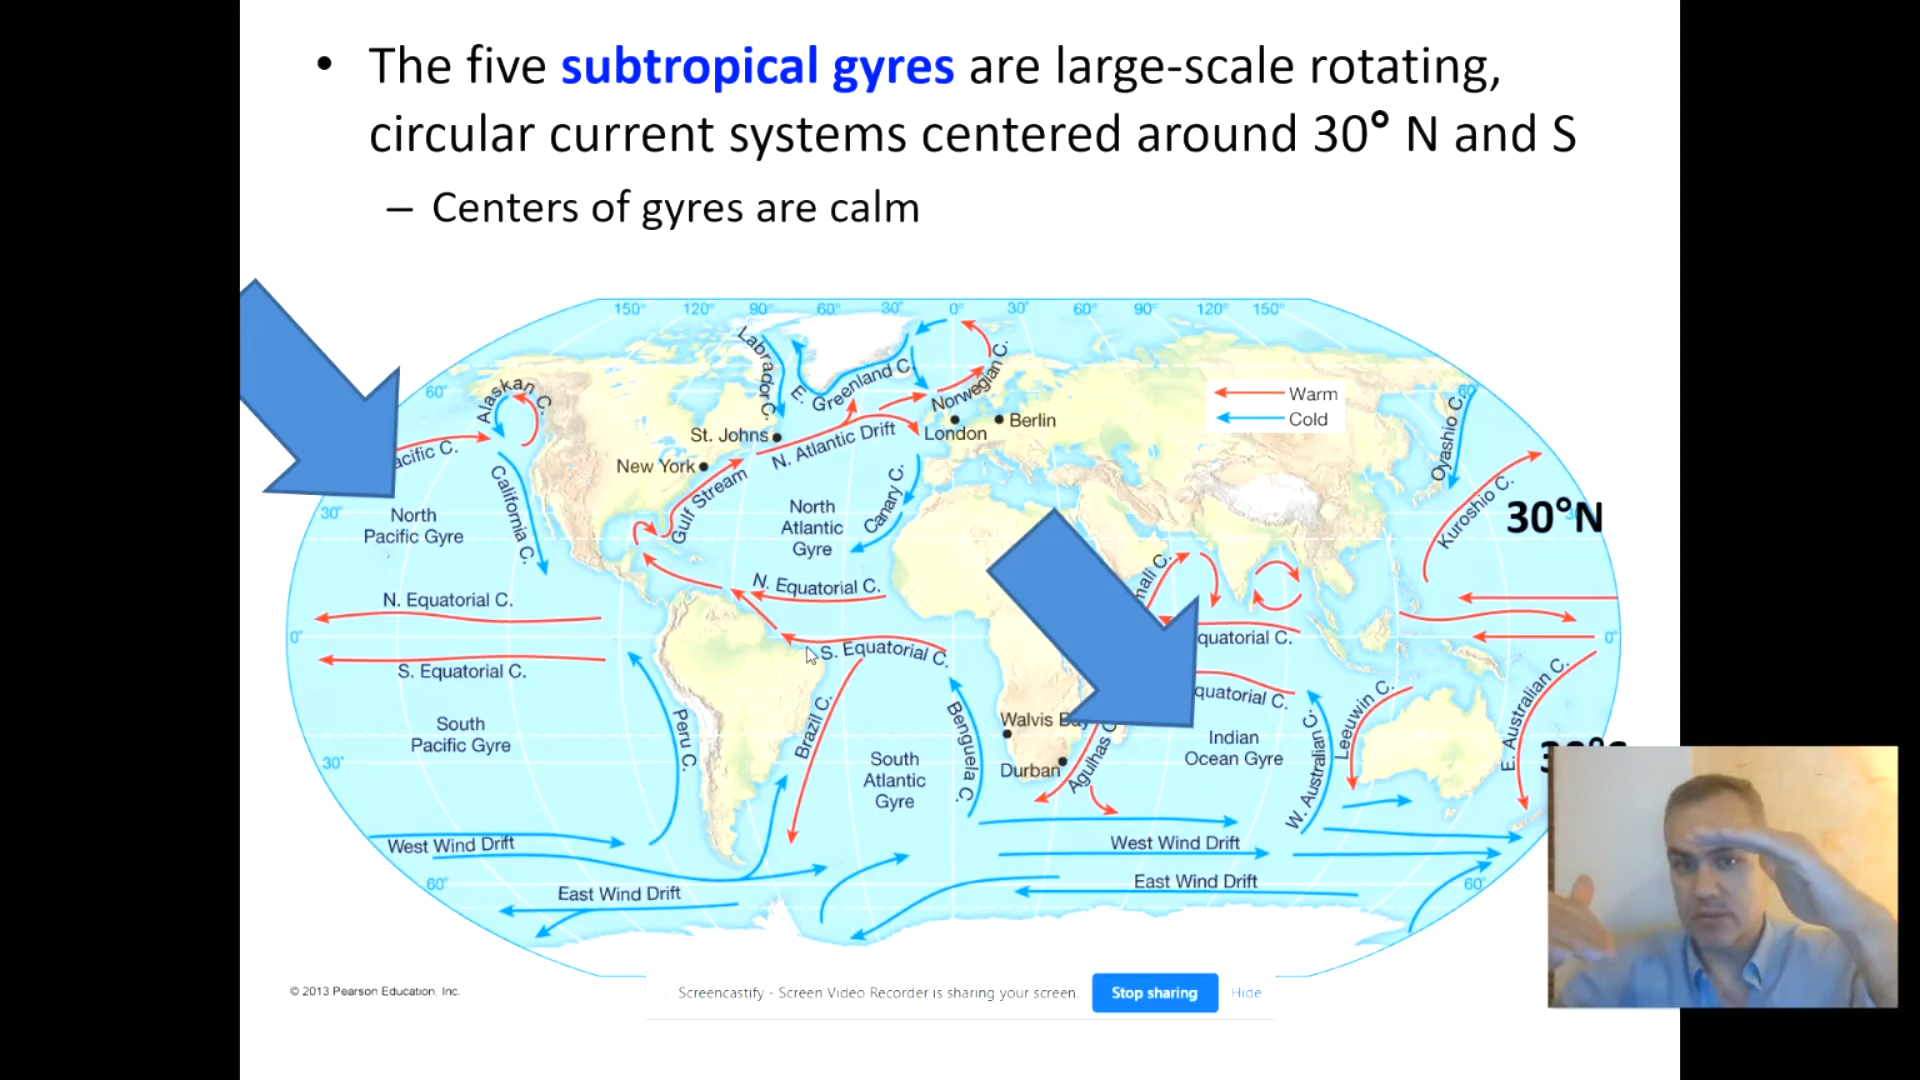 • The five subtropical gyres are large-scale rotating,
circular current systems centered around 30° N and S
– Centers of gyres are calm
150° 120° 90° 60° 30° 0° 30° 60° 90° 120° 150°
Labrador C.
E. Greenland C.
Norwegian C.
60°
Alaskan C.
Warm
Cold
60°
Oyashio C.
St. Johns
N. Atlantic Drift
London
Berlin
acific C.
New York
Gulf Stream
California C.
Canary C.
Kuroshio C.
30°
North
Pacific Gyre
North
Atlantic
Gyre
30°N
mali C.
N. Equatorial C.
N. Equatorial C.
0°
S. Equatorial C.
quatorial C.
0°
S. Equatorial C.
quatorial C.
South
Pacific Gyre
Peru C.
Brazil C.
Benguela C.
Walvis B
Agulhas C
Indian
Ocean Gyre
W. Australian C.
Leeuwin C.
E. Australian C.
30°
South
Atlantic
Gyre
Durban
West Wind Drift
West Wind Drift
60°
East Wind Drift
East Wind Drift
60°
© 2013 Pearson Education, Inc.
Screencastify - Screen Video Recorder is sharing your screen.
Stop sharing
Hide